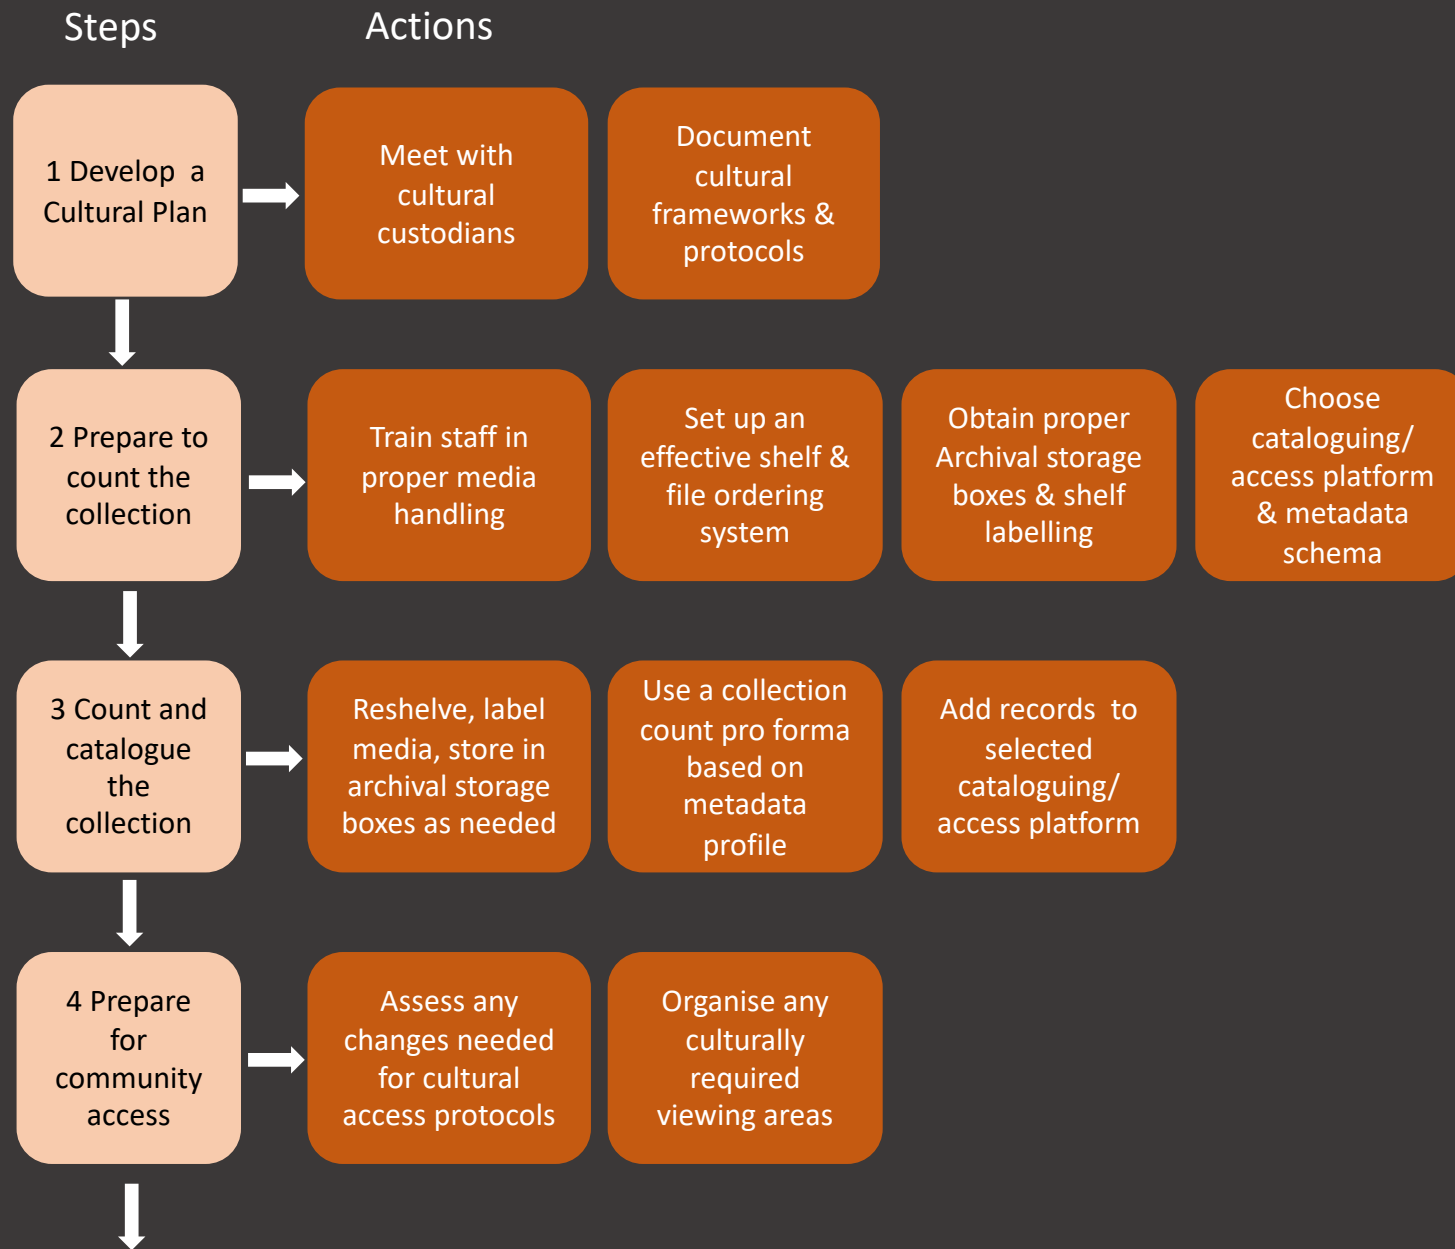 Steps
Actions
1 Develop  a
Cultural Plan
Meet with
cultural
custodians
Document
cultural
frameworks &
protocols
2 Prepare to
count the
collection
Train staff in
proper media
handling
Set up an
effective shelf &
file ordering
system
Obtain proper
Archival storage
boxes & shelf
labelling
Choose
cataloguing/
access platform
& metadata
schema
3 Count and
catalogue
the
collection
Reshelve, label
media, store in
archival storage
boxes as needed
Use a collection
count pro forma
based on
metadata
profile
Add records  to
selected
cataloguing/
access platform
4 Prepare
for
community
access
Assess any
changes needed
for cultural
access protocols
Organise any
culturally
required
viewing areas